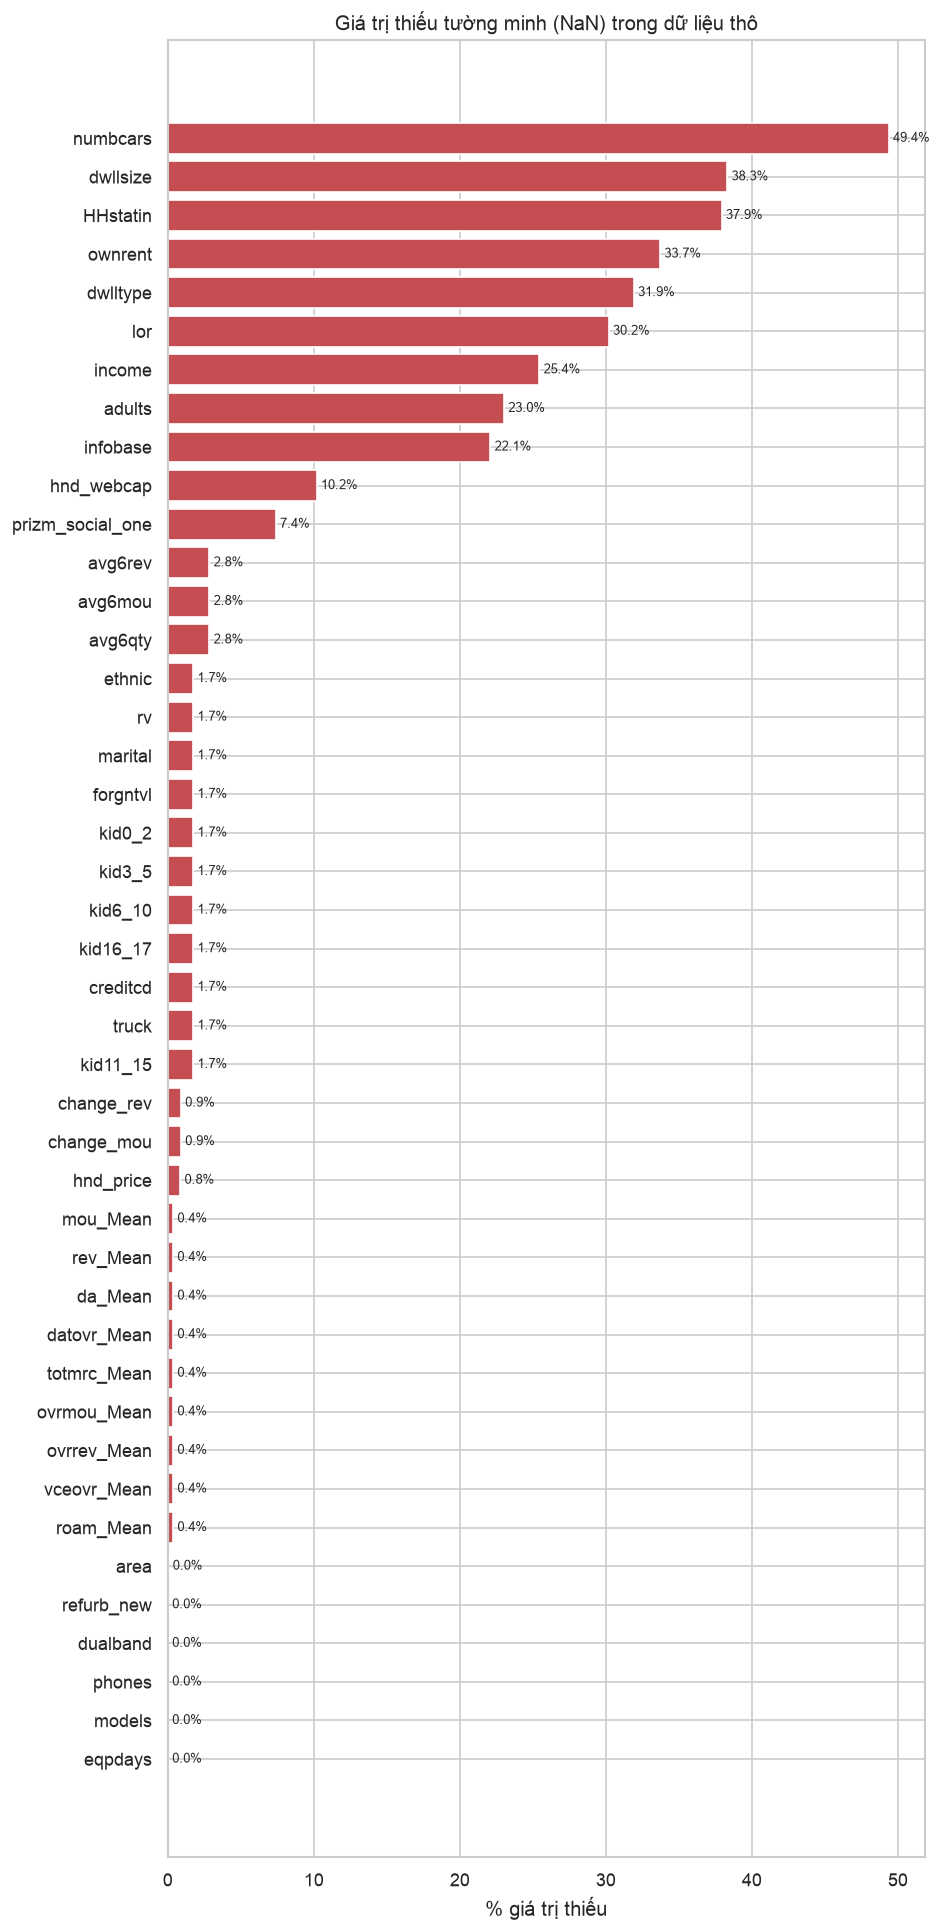 Giá trị thiếu tường minh (NaN) trong dữ liệu thô
numbcars 49.4%
dwllsize 38.3%
HHstatin 37.9%
ownrent 33.7%
dwlltype 31.9%
lor 30.2%
income 25.4%
adults 23.0%
infobase 22.1%
hnd_webcap 10.2%
prizm_social_one 7.4%
avg6rev 2.8%
avg6mou 2.8%
avg6qty 2.8%
ethnic 1.7%
rv 1.7%
marital 1.7%
forgntvl 1.7%
kid0_2 1.7%
kid3_5 1.7%
kid6_10 1.7%
kid16_17 1.7%
creditcd 1.7%
truck 1.7%
kid11_15 1.7%
change_rev 0.9%
change_mou 0.9%
hnd_price 0.8%
mou_Mean 0.4%
rev_Mean 0.4%
da_Mean 0.4%
datovr_Mean 0.4%
totmrc_Mean 0.4%
ovrmou_Mean 0.4%
ovrrev_Mean 0.4%
vceovr_Mean 0.4%
roam_Mean 0.4%
area 0.0%
refurb_new 0.0%
dualband 0.0%
phones 0.0%
models 0.0%
eqpdays 0.0%
0 10 20 30 40 50
% giá trị thiếu